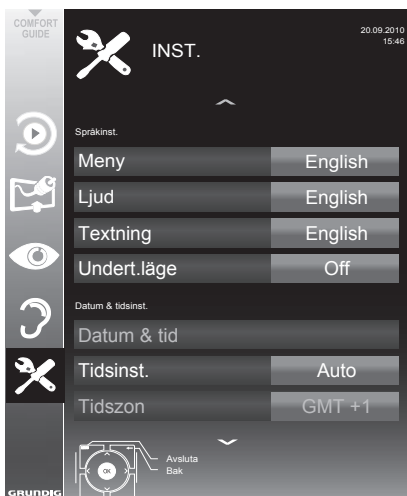 COMFORT
GUIDE
INST.
20.09.2010
15:46
Språkinst.
Meny English
Ljud English
Textning English
Undert.läge Off
Datum & tidsinst.
Datum & tid
Tidsinst. Auto
Tidszon GMT +1
Avsluta
OK Bak
GRUNDIG